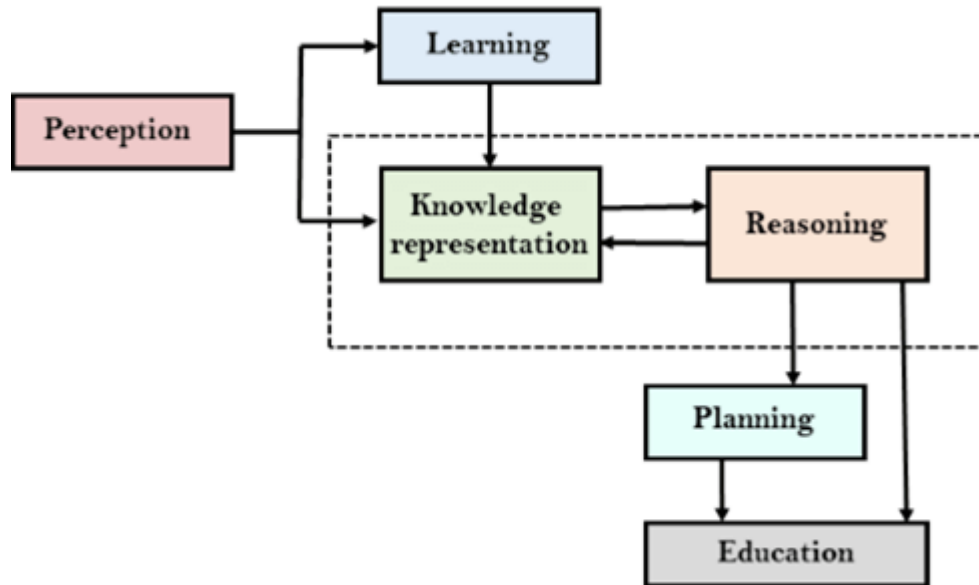 Learning
Perception
Knowledge
representation
Reasoning
Planning
Education